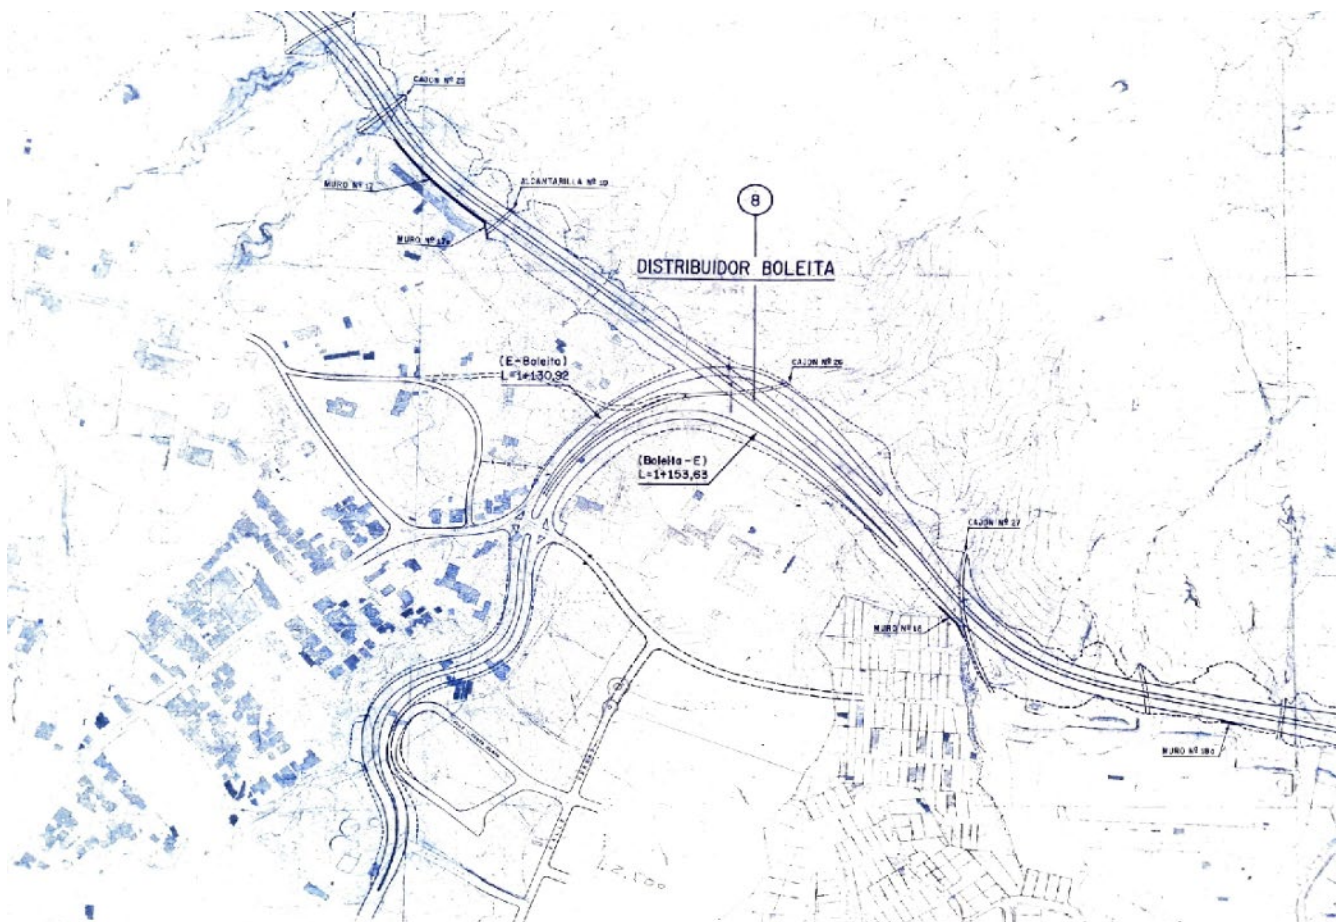 CAJON Nº 25
MURO Nº 17
ALCANTARILLA Nº 10
MURO Nº 17a
8
DISTRIBUIDOR BOLEITA
(E-Boleita)
L=1+130,92
CAJON Nº 26
(Boleita-E)
L=1+153,63
CAJON Nº 27
MURO Nº 18
MURO Nº 18a